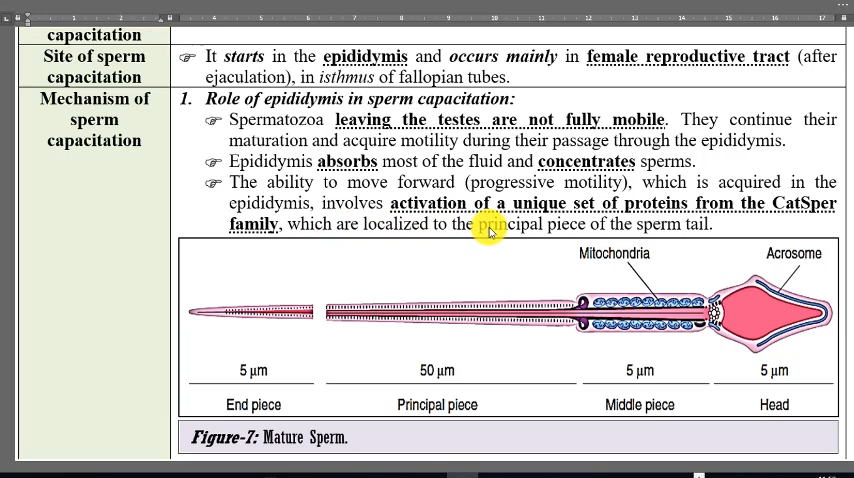 capacitation
Site of sperm
capacitation
☞ It starts in the epididymis and occurs mainly in female reproductive tract (after
ejaculation), in isthmus of fallopian tubes.
Mechanism of
sperm
capacitation
1. Role of epididymis in sperm capacitation:
☞ Spermatozoa leaving the testes are not fully mobile. They continue their
maturation and acquire motility during their passage through the epididymis.
☞ Epididymis absorbs most of the fluid and concentrates sperms.
☞ The ability to move forward (progressive motility), which is acquired in the
epididymis, involves activation of a unique set of proteins from the CatSper
family, which are localized to the principal piece of the sperm tail.
Mitochondria
Acrosome
5 μm
50 μm
5 μm
5 μm
End piece
Principal piece
Middle piece
Head
Figure-7: Mature Sperm.